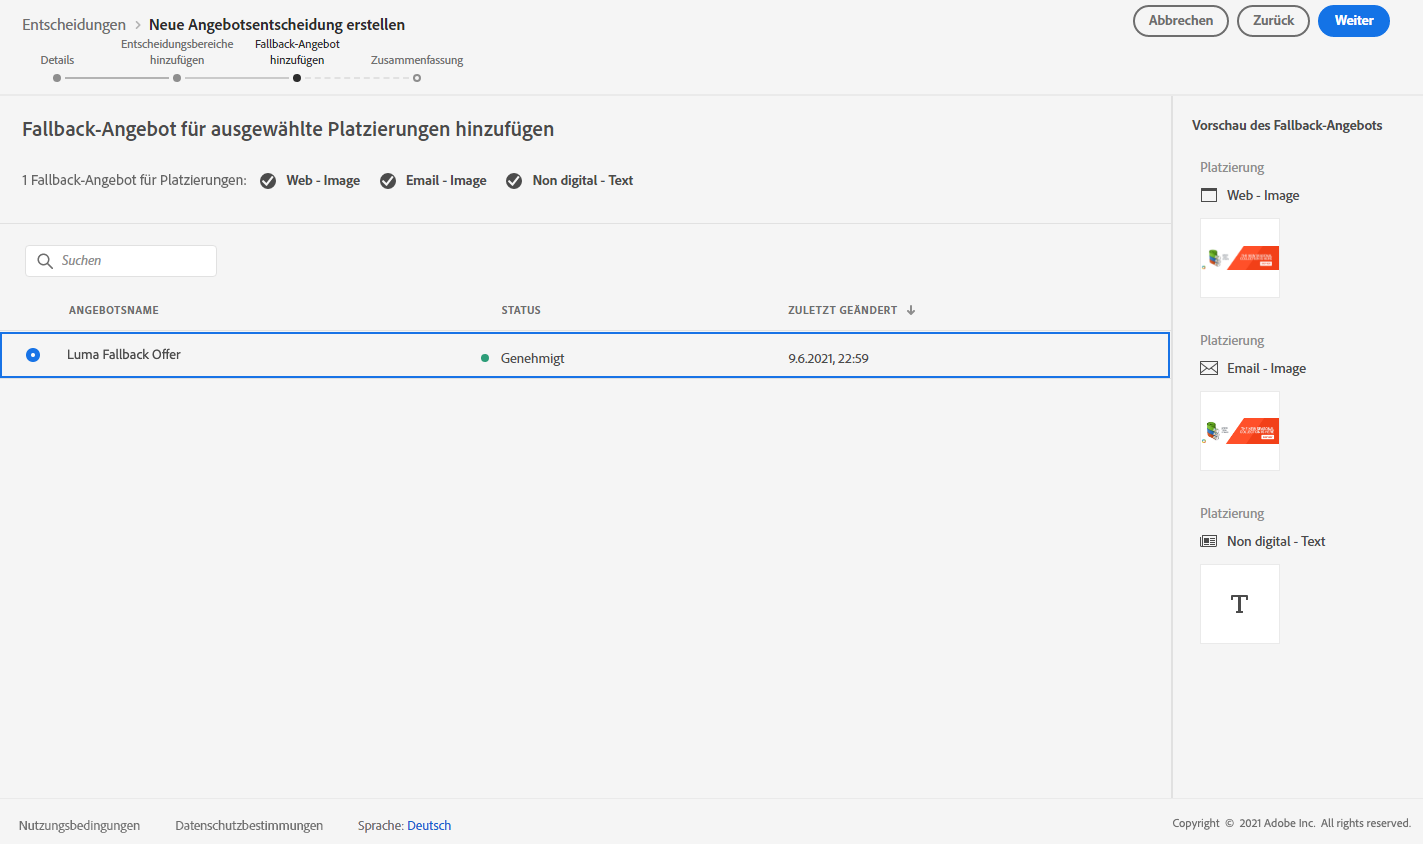 Entscheidungen > Neue Angebotsentscheidung erstellen
Abbrechen
Zurück
Weiter
Details
Entscheidungsbereiche
hinzufügen
Fallback-Angebot
hinzufügen
Zusammenfassung
Fallback-Angebot für ausgewählte Platzierungen hinzufügen
1 Fallback-Angebot für Platzierungen: Web - Image Email - Image Non digital - Text
Suchen
ANGEBOTSNAME STATUS ZULETZT GEÄNDERT
Luma Fallback Offer Genehmigt 9.6.2021, 22:59
Vorschau des Fallback-Angebots
Platzierung
Web - Image
Platzierung
Email - Image
Platzierung
Non digital - Text
T
Nutzungsbedingungen Datenschutzbestimmungen Sprache: Deutsch
Copyright © 2021 Adobe Inc. All rights reserved.